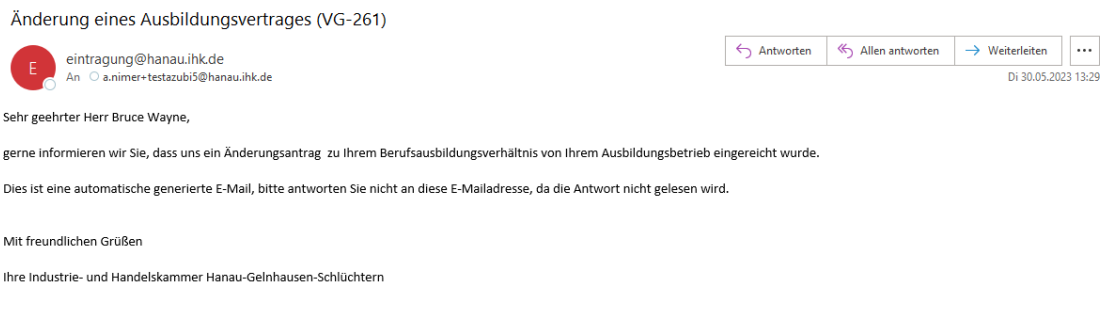 Änderung eines Ausbildungsvertrages (VG-261)
E
eintragung@hanau.ihk.de
An a.nimer+testazubi5@hanau.ihk.de
Antworten
Allen antworten
Weiterleiten
Di 30.05.2023 13:29
Sehr geehrter Herr Bruce Wayne,
gerne informieren wir Sie, dass uns ein Änderungsantrag zu Ihrem Berufsausbildungsverhältnis von Ihrem Ausbildungsbetrieb eingereicht wurde.
Dies ist eine automatische generierte E-Mail, bitte antworten Sie nicht an diese E-Mailadresse, da die Antwort nicht gelesen wird.
Mit freundlichen Grüßen
Ihre Industrie- und Handelskammer Hanau-Gelnhausen-Schlüchtern